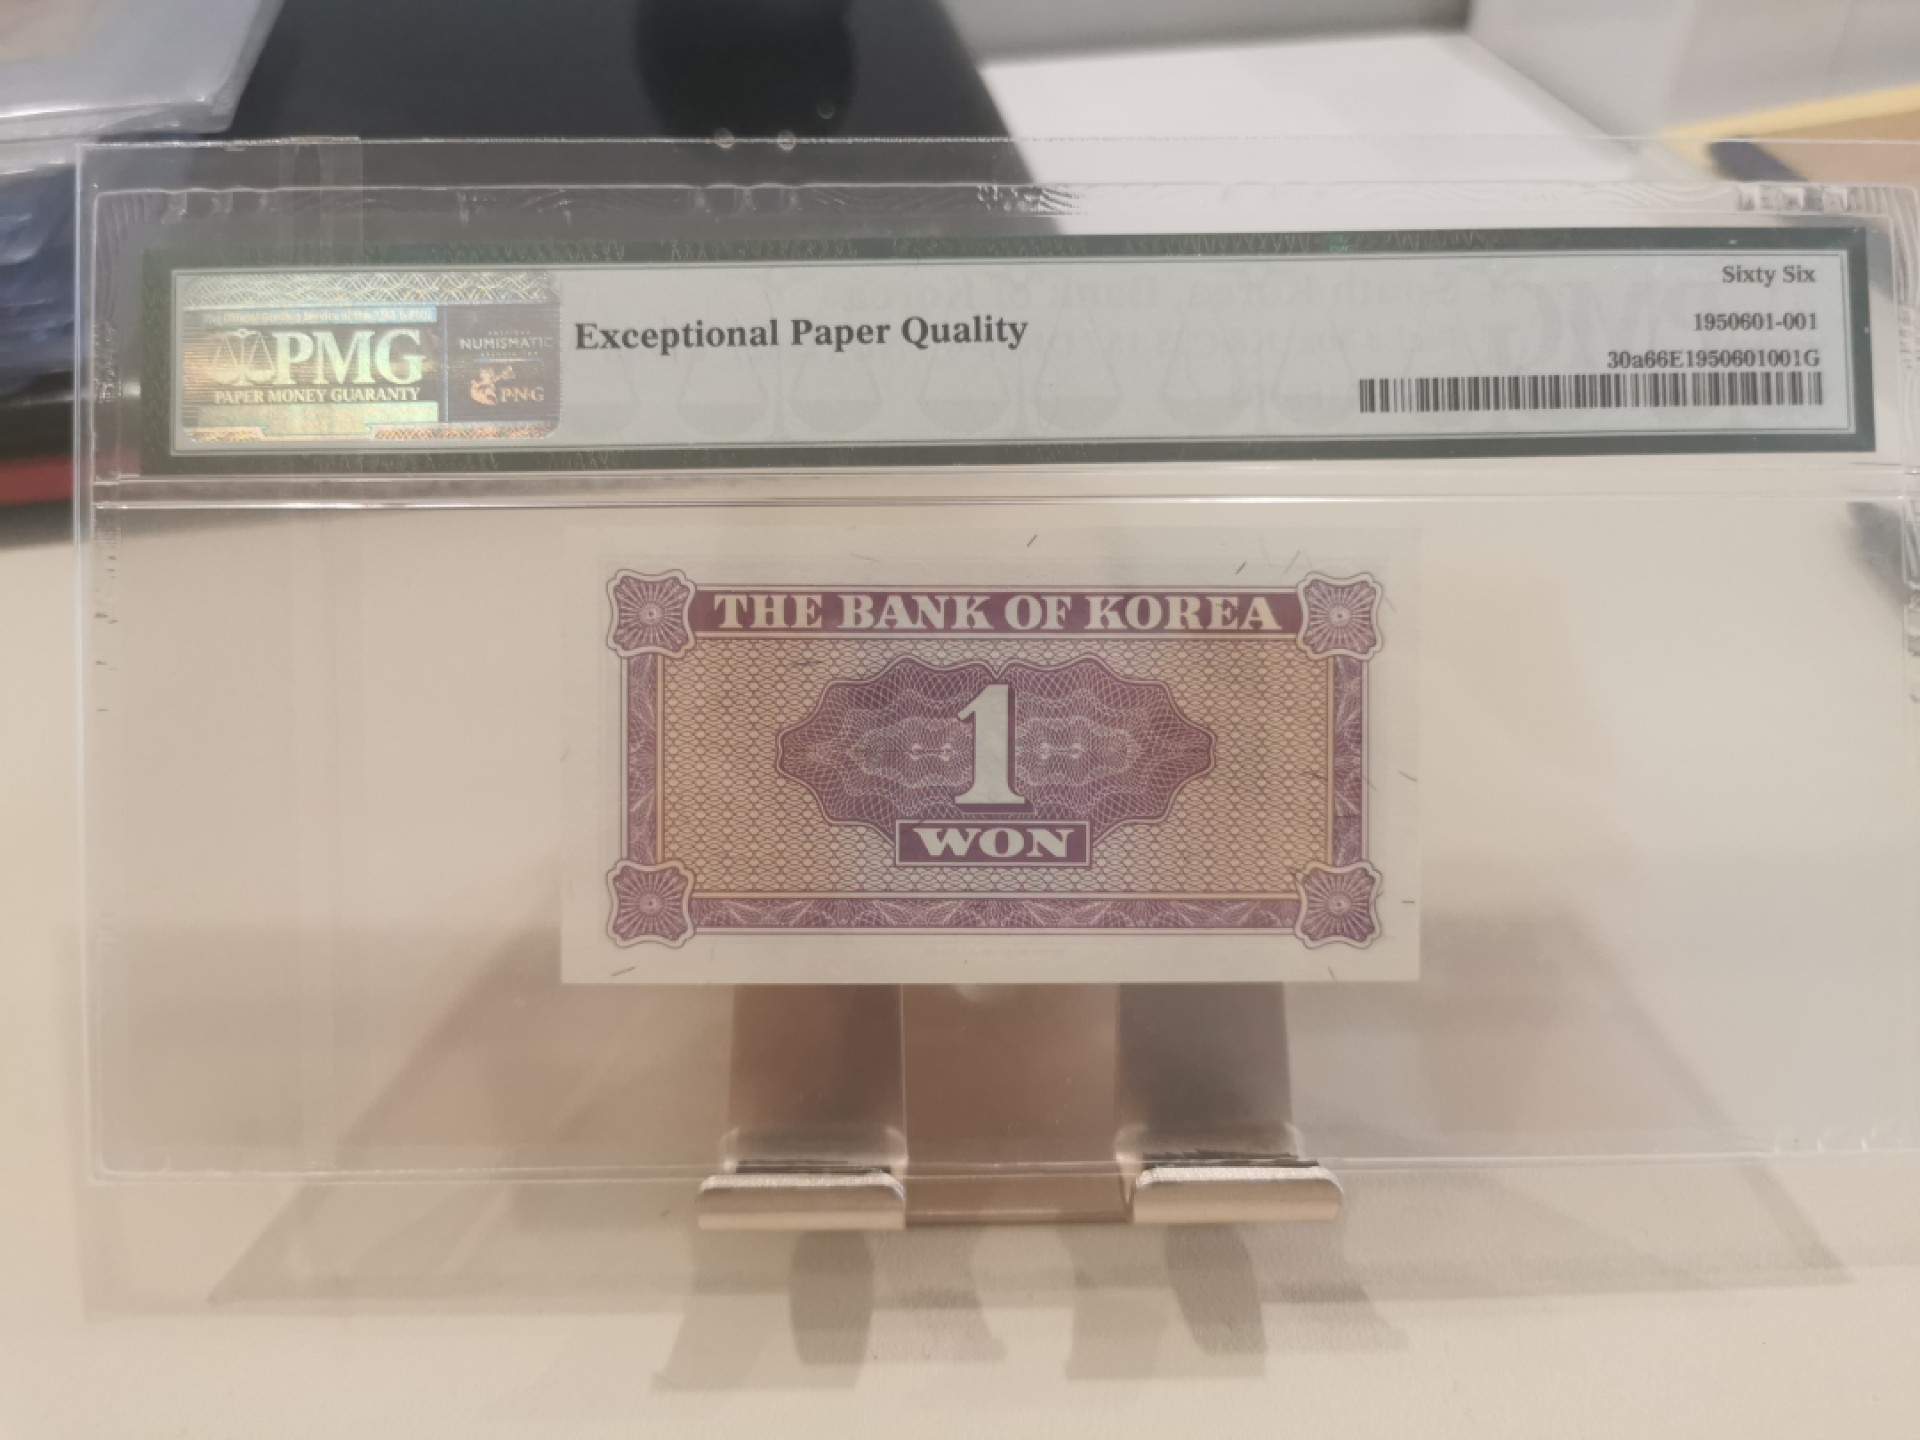 Sixty Six
Exceptional Paper Quality
1950601-001
30a66E1950601001G
PMG
PAPER MONEY GUARANTY
NUMISMATIC
P·N·G
THE BANK OF KOREA
1
WON